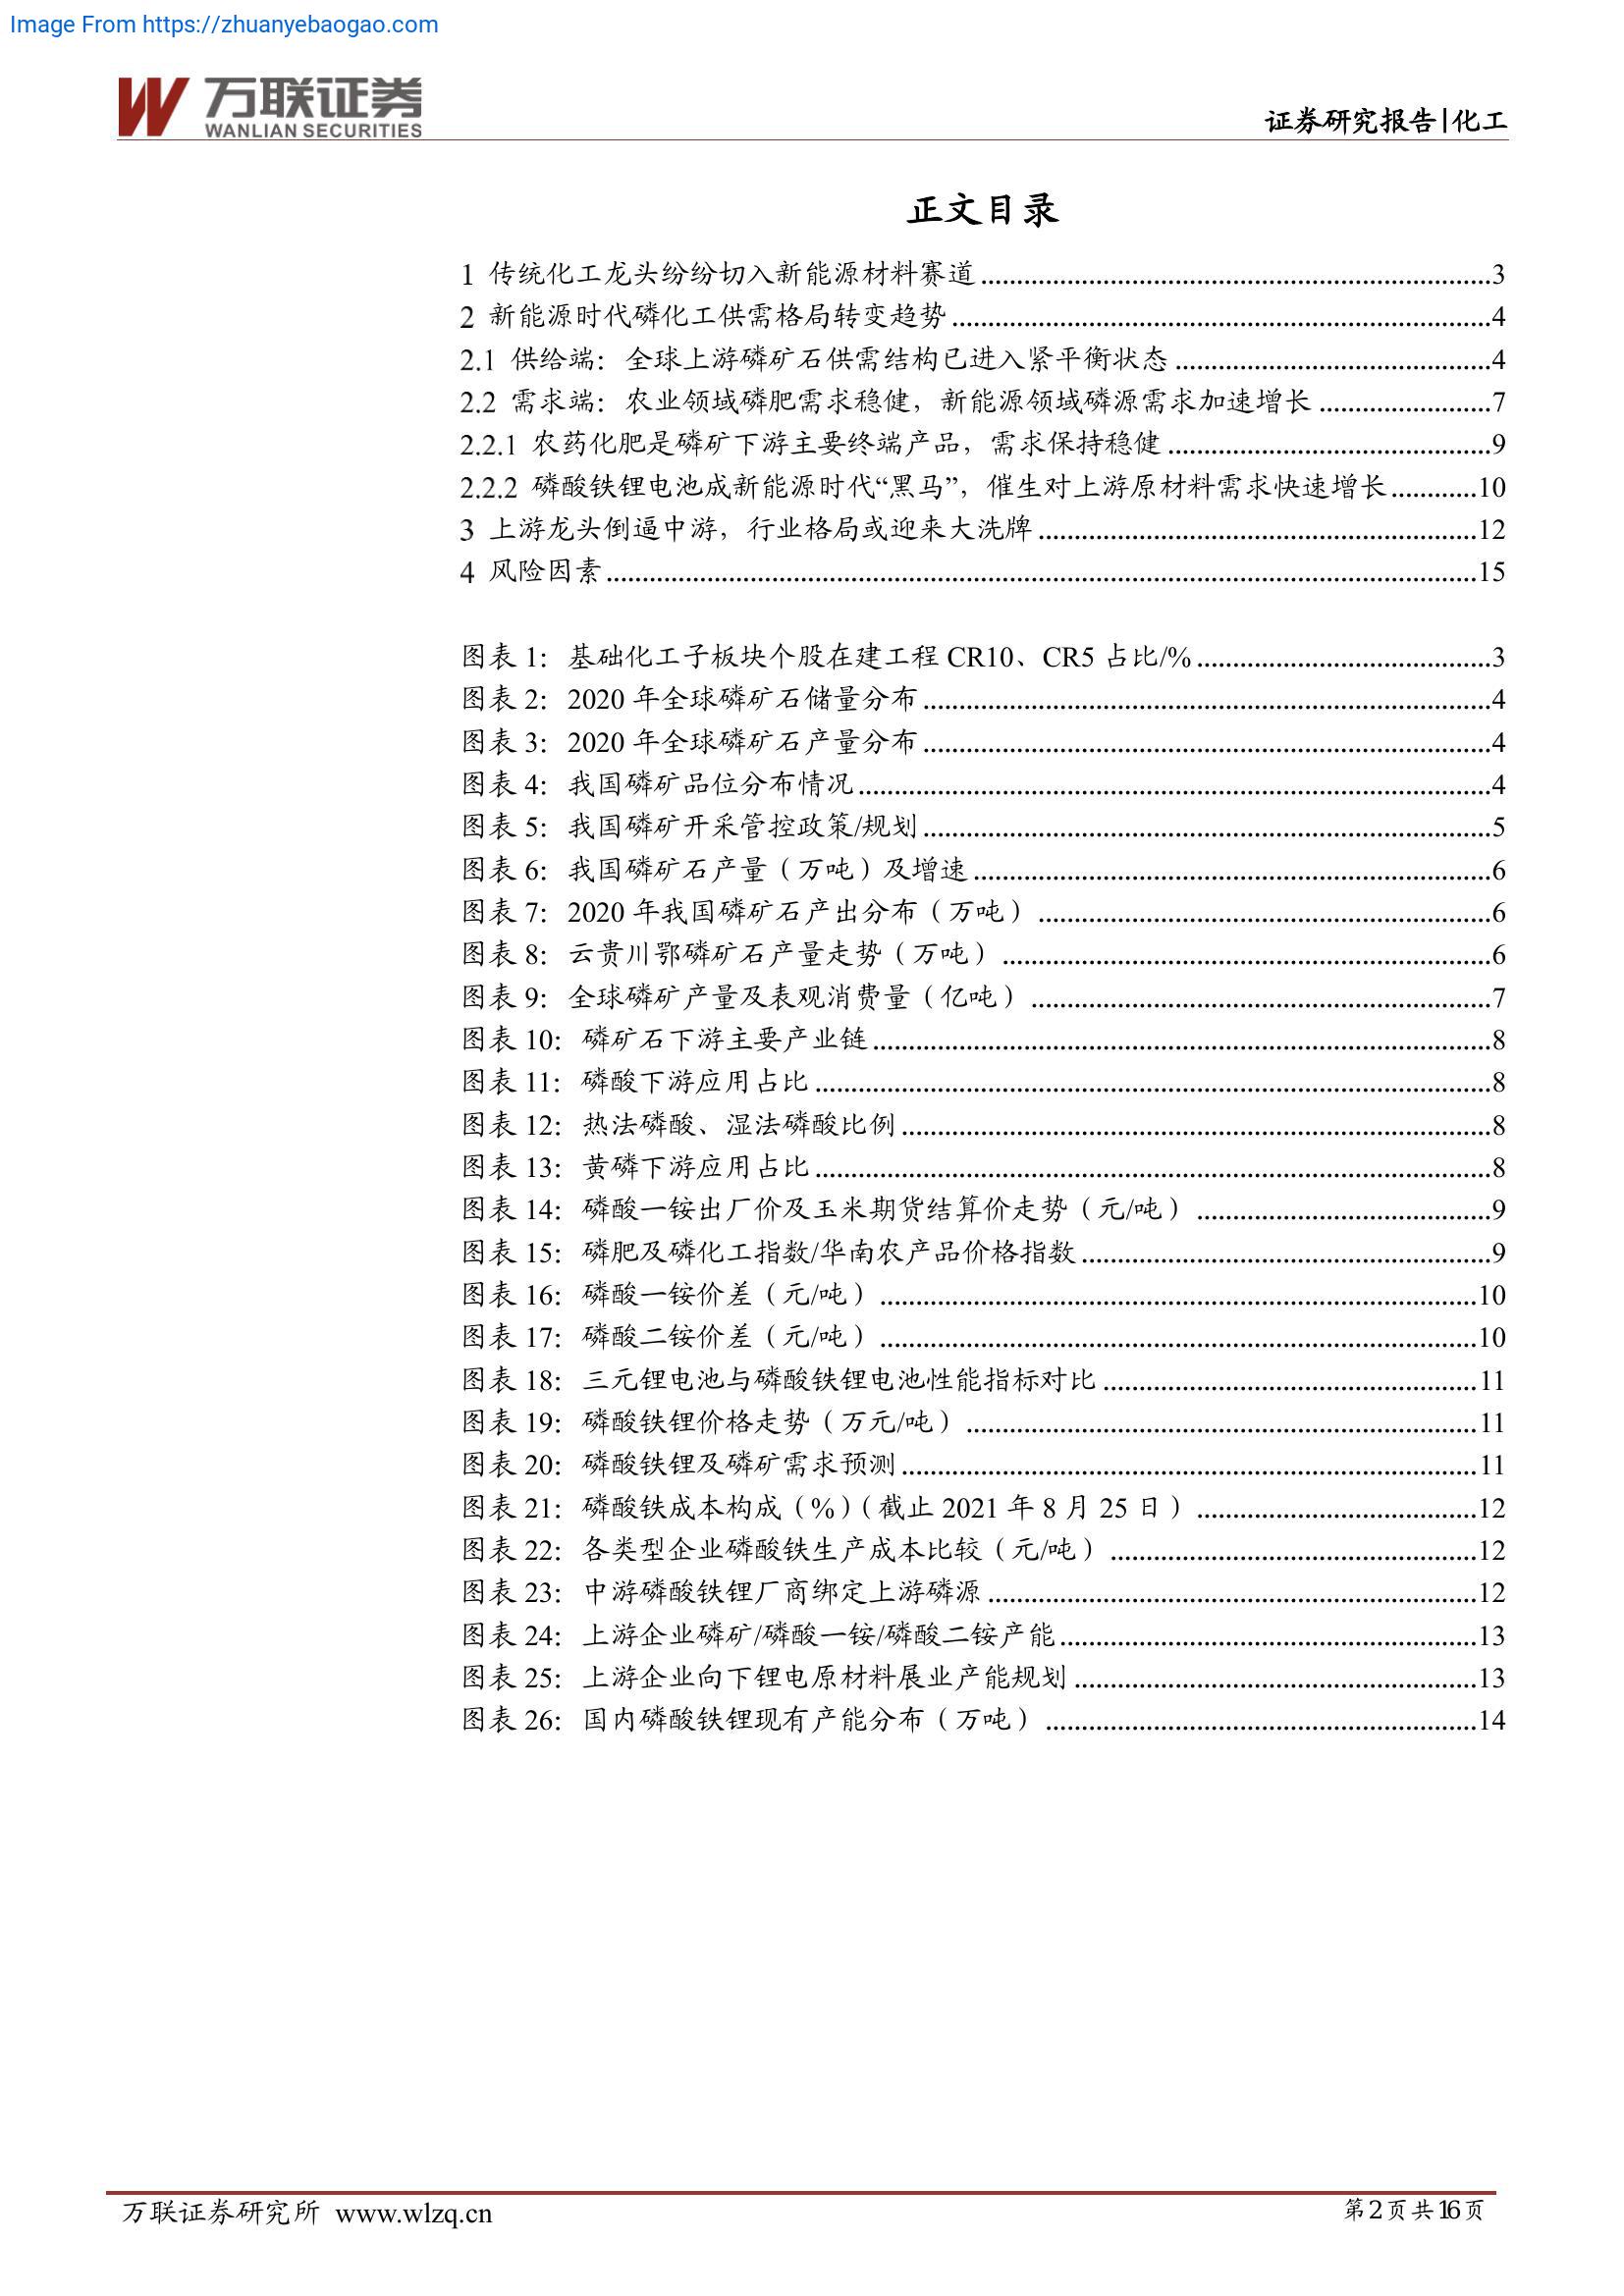 Image From https://zhuanyebaogao.com
万联证券
WANLIAN SECURITIES
证券研究报告|化工
正文目录
1 传统化工龙头纷纷切入新能源材料赛道........3
2 新能源时代磷化工供需格局转变趋势........4
2.1 供给端：全球上游磷矿石供需结构已进入紧平衡状态........4
2.2 需求端：农业领域磷肥需求稳健，新能源领域磷源需求加速增长........7
2.2.1 农药化肥是磷矿下游主要终端产品，需求保持稳健........9
2.2.2 磷酸铁锂电池成新能源时代“黑马”，催生对上游原材料需求快速增长........10
3 上游龙头倒逼中游，行业格局或迎来大洗牌........12
4 风险因素........15
图表 1：基础化工子板块个股在建工程 CR10、CR5 占比/%........3
图表 2：2020 年全球磷矿石储量分布........4
图表 3：2020 年全球磷矿石产量分布........4
图表 4：我国磷矿品位分布情况........4
图表 5：我国磷矿开采管控政策/规划........5
图表 6：我国磷矿石产量（万吨）及增速........6
图表 7：2020 年我国磷矿石产出分布（万吨）........6
图表 8：云贵川鄂磷矿石产量走势（万吨）........6
图表 9：全球磷矿产量及表观消费量（亿吨）........7
图表 10：磷矿石下游主要产业链........8
图表 11：磷酸下游应用占比........8
图表 12：热法磷酸、湿法磷酸比例........8
图表 13：黄磷下游应用占比........8
图表 14：磷酸一铵出厂价及玉米期货结算价走势（元/吨）........9
图表 15：磷肥及磷化工指数/华南农产品价格指数........9
图表 16：磷酸一铵价差（元/吨）........10
图表 17：磷酸二铵价差（元/吨）........10
图表 18：三元锂电池与磷酸铁锂电池性能指标对比........11
图表 19：磷酸铁锂价格走势（万元/吨）........11
图表 20：磷酸铁锂及磷矿需求预测........11
图表 21：磷酸铁成本构成（%）（截止 2021 年 8 月 25 日）........12
图表 22：各类型企业磷酸铁生产成本比较（元/吨）........12
图表 23：中游磷酸铁锂厂商绑定上游磷源........12
图表 24：上游企业磷矿/磷酸一铵/磷酸二铵产能........13
图表 25：上游企业向下锂电原材料展业产能规划........13
图表 26：国内磷酸铁锂现有产能分布（万吨）........14
万联证券研究所 www.wlzq.cn
第2页共16页